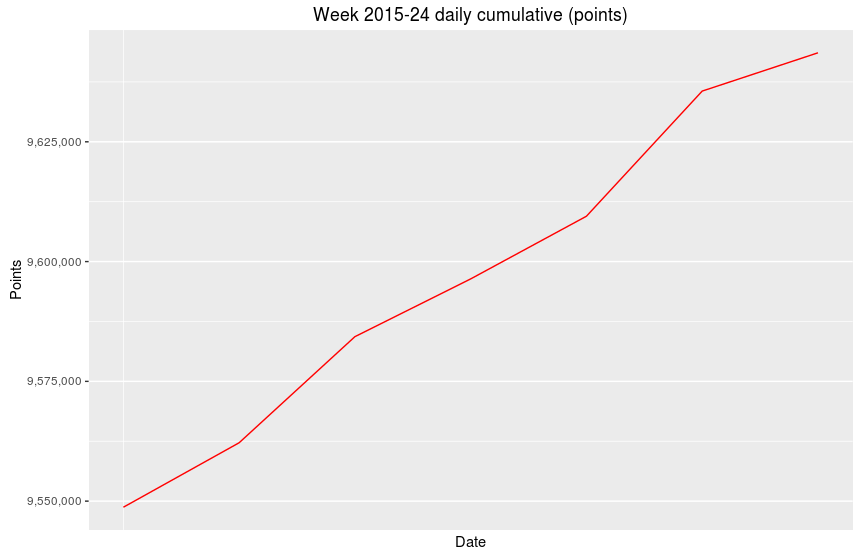 Week 2015-24 daily cumulative (points)
Points
9,625,000
9,600,000
9,575,000
9,550,000
Date